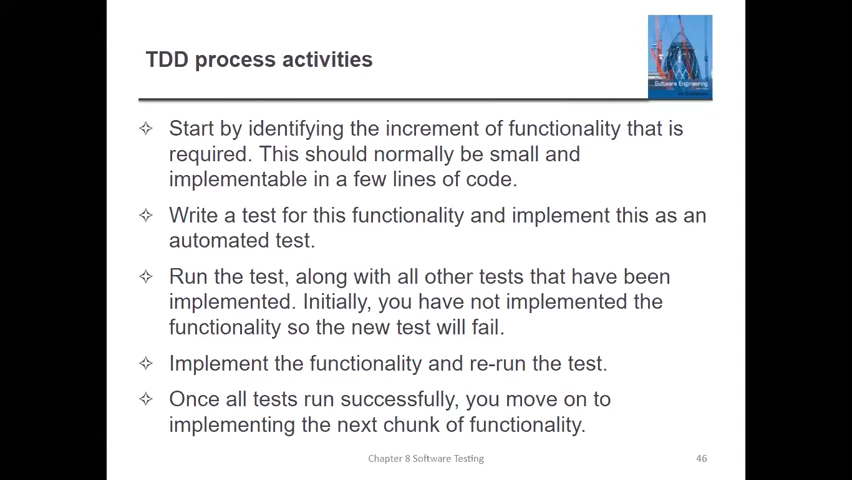 TDD process activities
Software Engineering
✧ Start by identifying the increment of functionality that is
required. This should normally be small and
implementable in a few lines of code.
✧ Write a test for this functionality and implement this as an
automated test.
✧ Run the test, along with all other tests that have been
implemented. Initially, you have not implemented the
functionality so the new test will fail.
✧ Implement the functionality and re-run the test.
✧ Once all tests run successfully, you move on to
implementing the next chunk of functionality.
Chapter 8 Software Testing 46